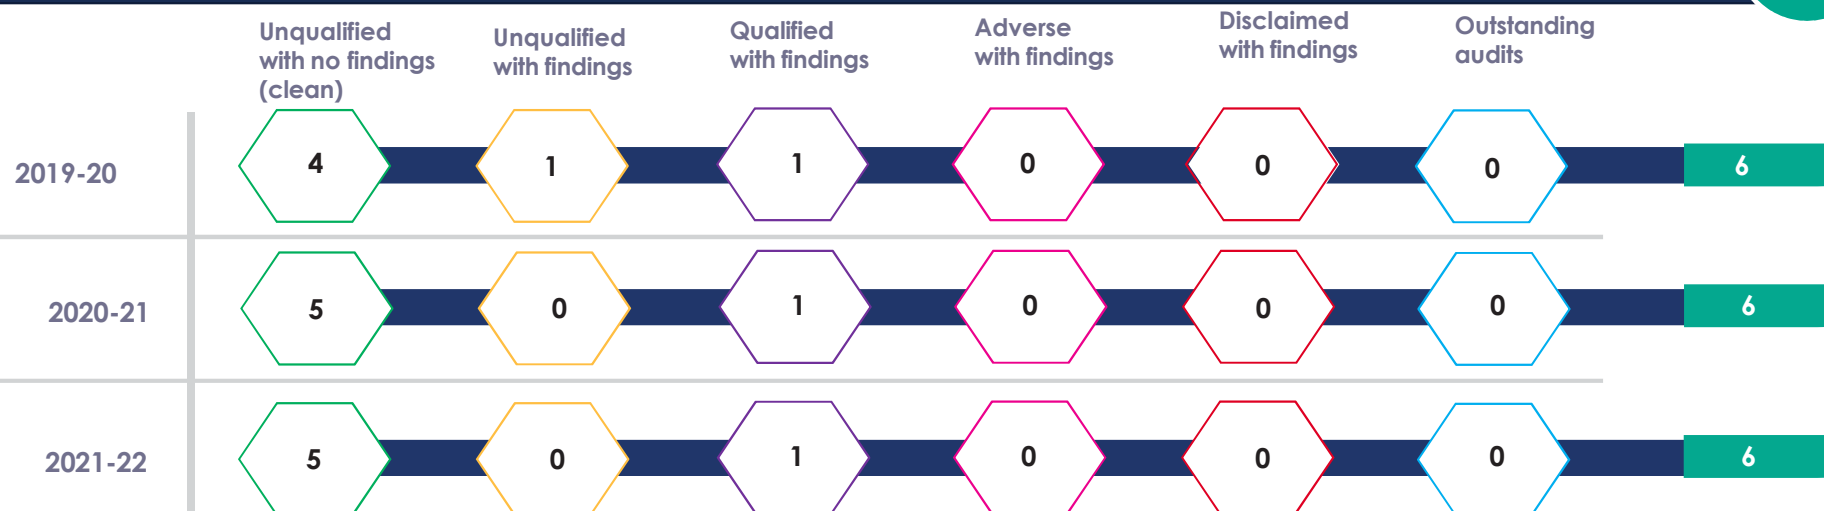 Unqualified
with no findings
(clean)
Unqualified
with findings
Qualified
with findings
Adverse
with findings
Disclaimed
with findings
Outstanding
audits
2019-20 4 1 1 0 0 0 6
2020-21 5 0 1 0 0 0 6
2021-22 5 0 1 0 0 0 6